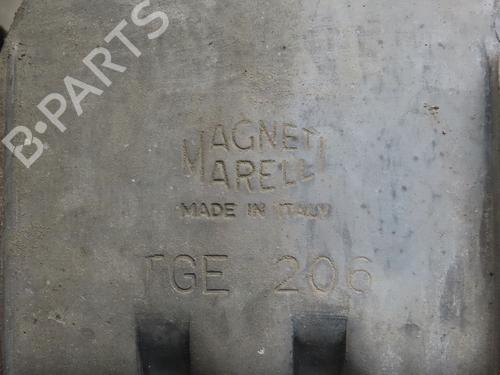 B-PARTS
MAGNETI
MARELLI
MADE IN ITALY
TGE 206